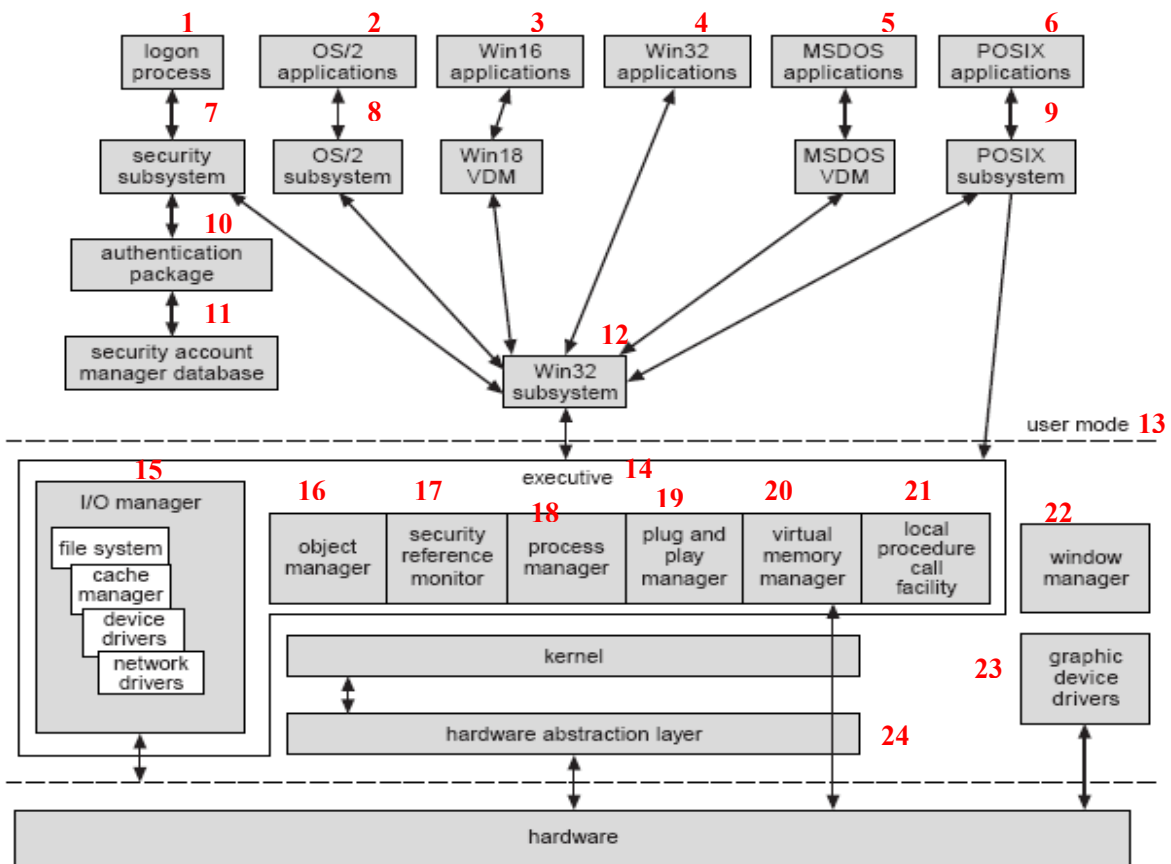 1 2 3 4 5 6
logon process
OS/2 applications
Win16 applications
Win32 applications
MSDOS applications
POSIX applications
7 8 9
security subsystem
OS/2 subsystem
Win18 VDM
MSDOS VDM
POSIX subsystem
10
authentication package
11
security account manager database
12
Win32 subsystem
user mode 13
14
executive
15
I/O manager
file system
cache manager
device drivers
network drivers
16
object manager
17
security reference monitor
18
process manager
19
plug and play manager
20
virtual memory manager
21
local procedure call facility
22
window manager
kernel
23
graphic device drivers
hardware abstraction layer
24
hardware